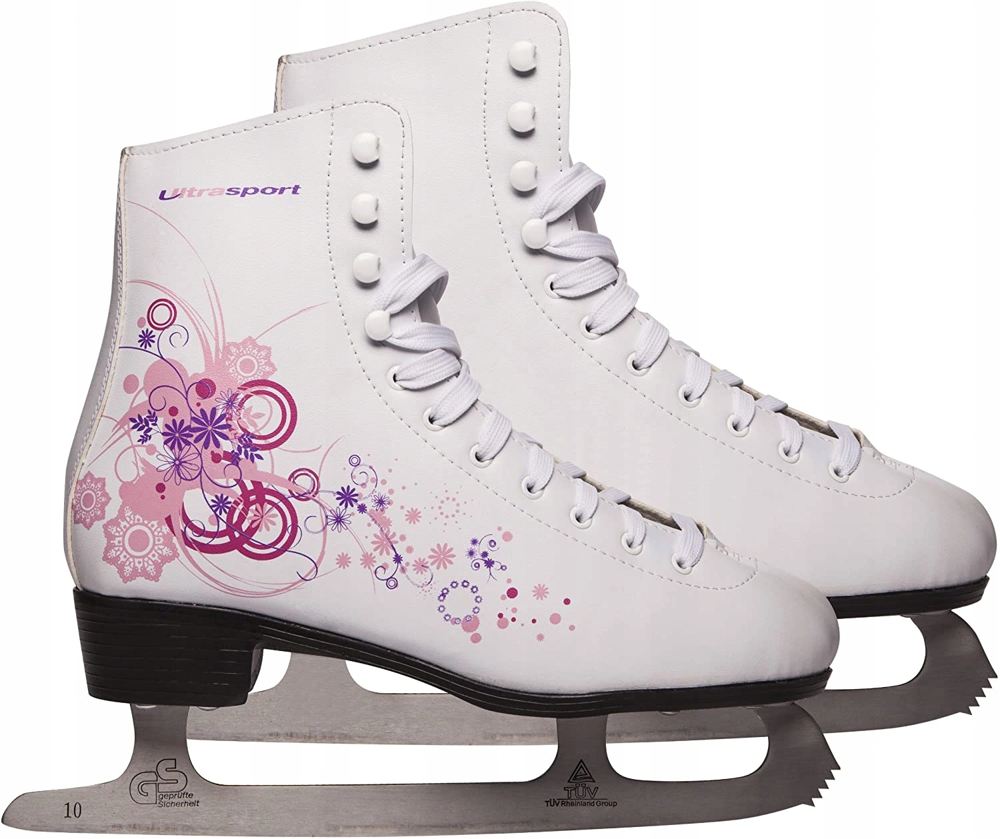 Ultrasport
GS
geprüfte
Sicherheit
10
TÜV
TÜV Rheinland Group